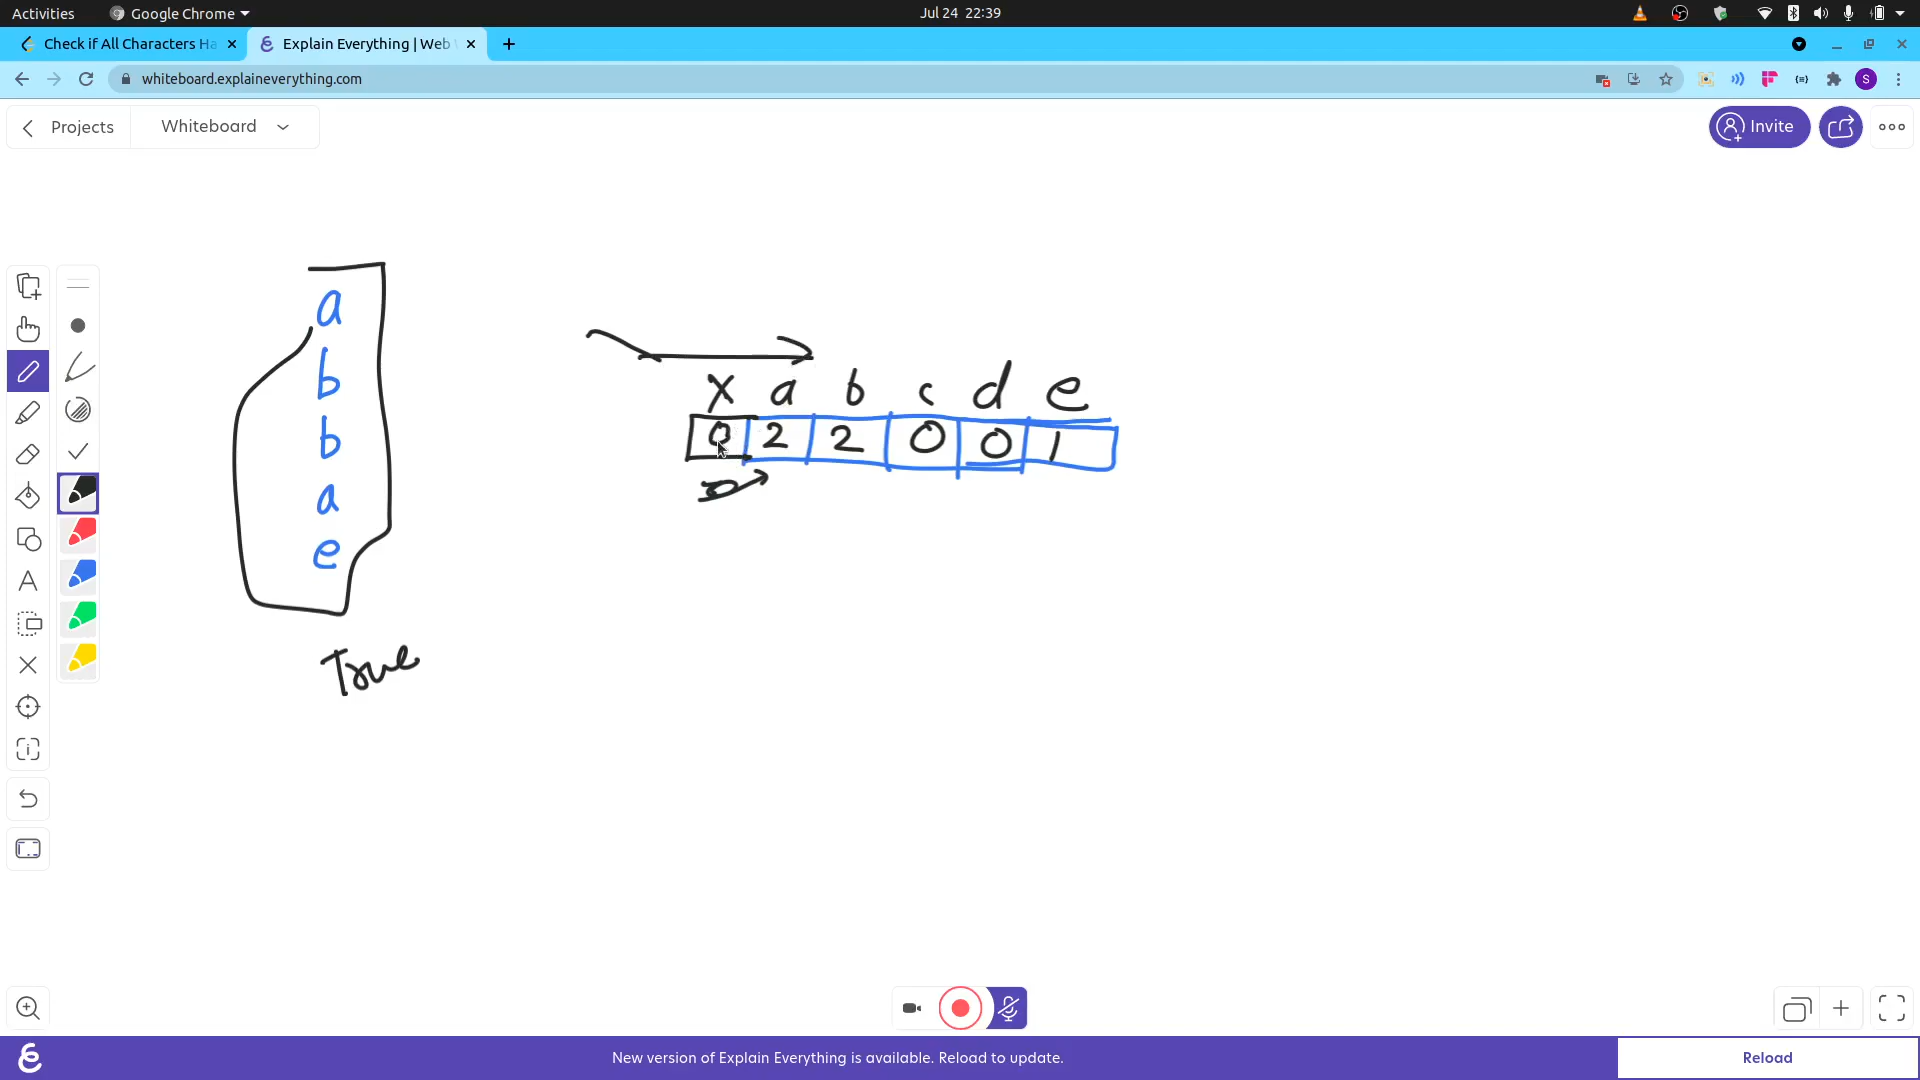 Activities Google Chrome Jul 24 22:39
Check if All Characters Ha Explain Everything | Web
whiteboard.explaineverything.com S
Projects Whiteboard Invite
a
b
b
a
e
True
x a b c d e
0 2 2 0 0 1
New version of Explain Everything is available. Reload to update. Reload